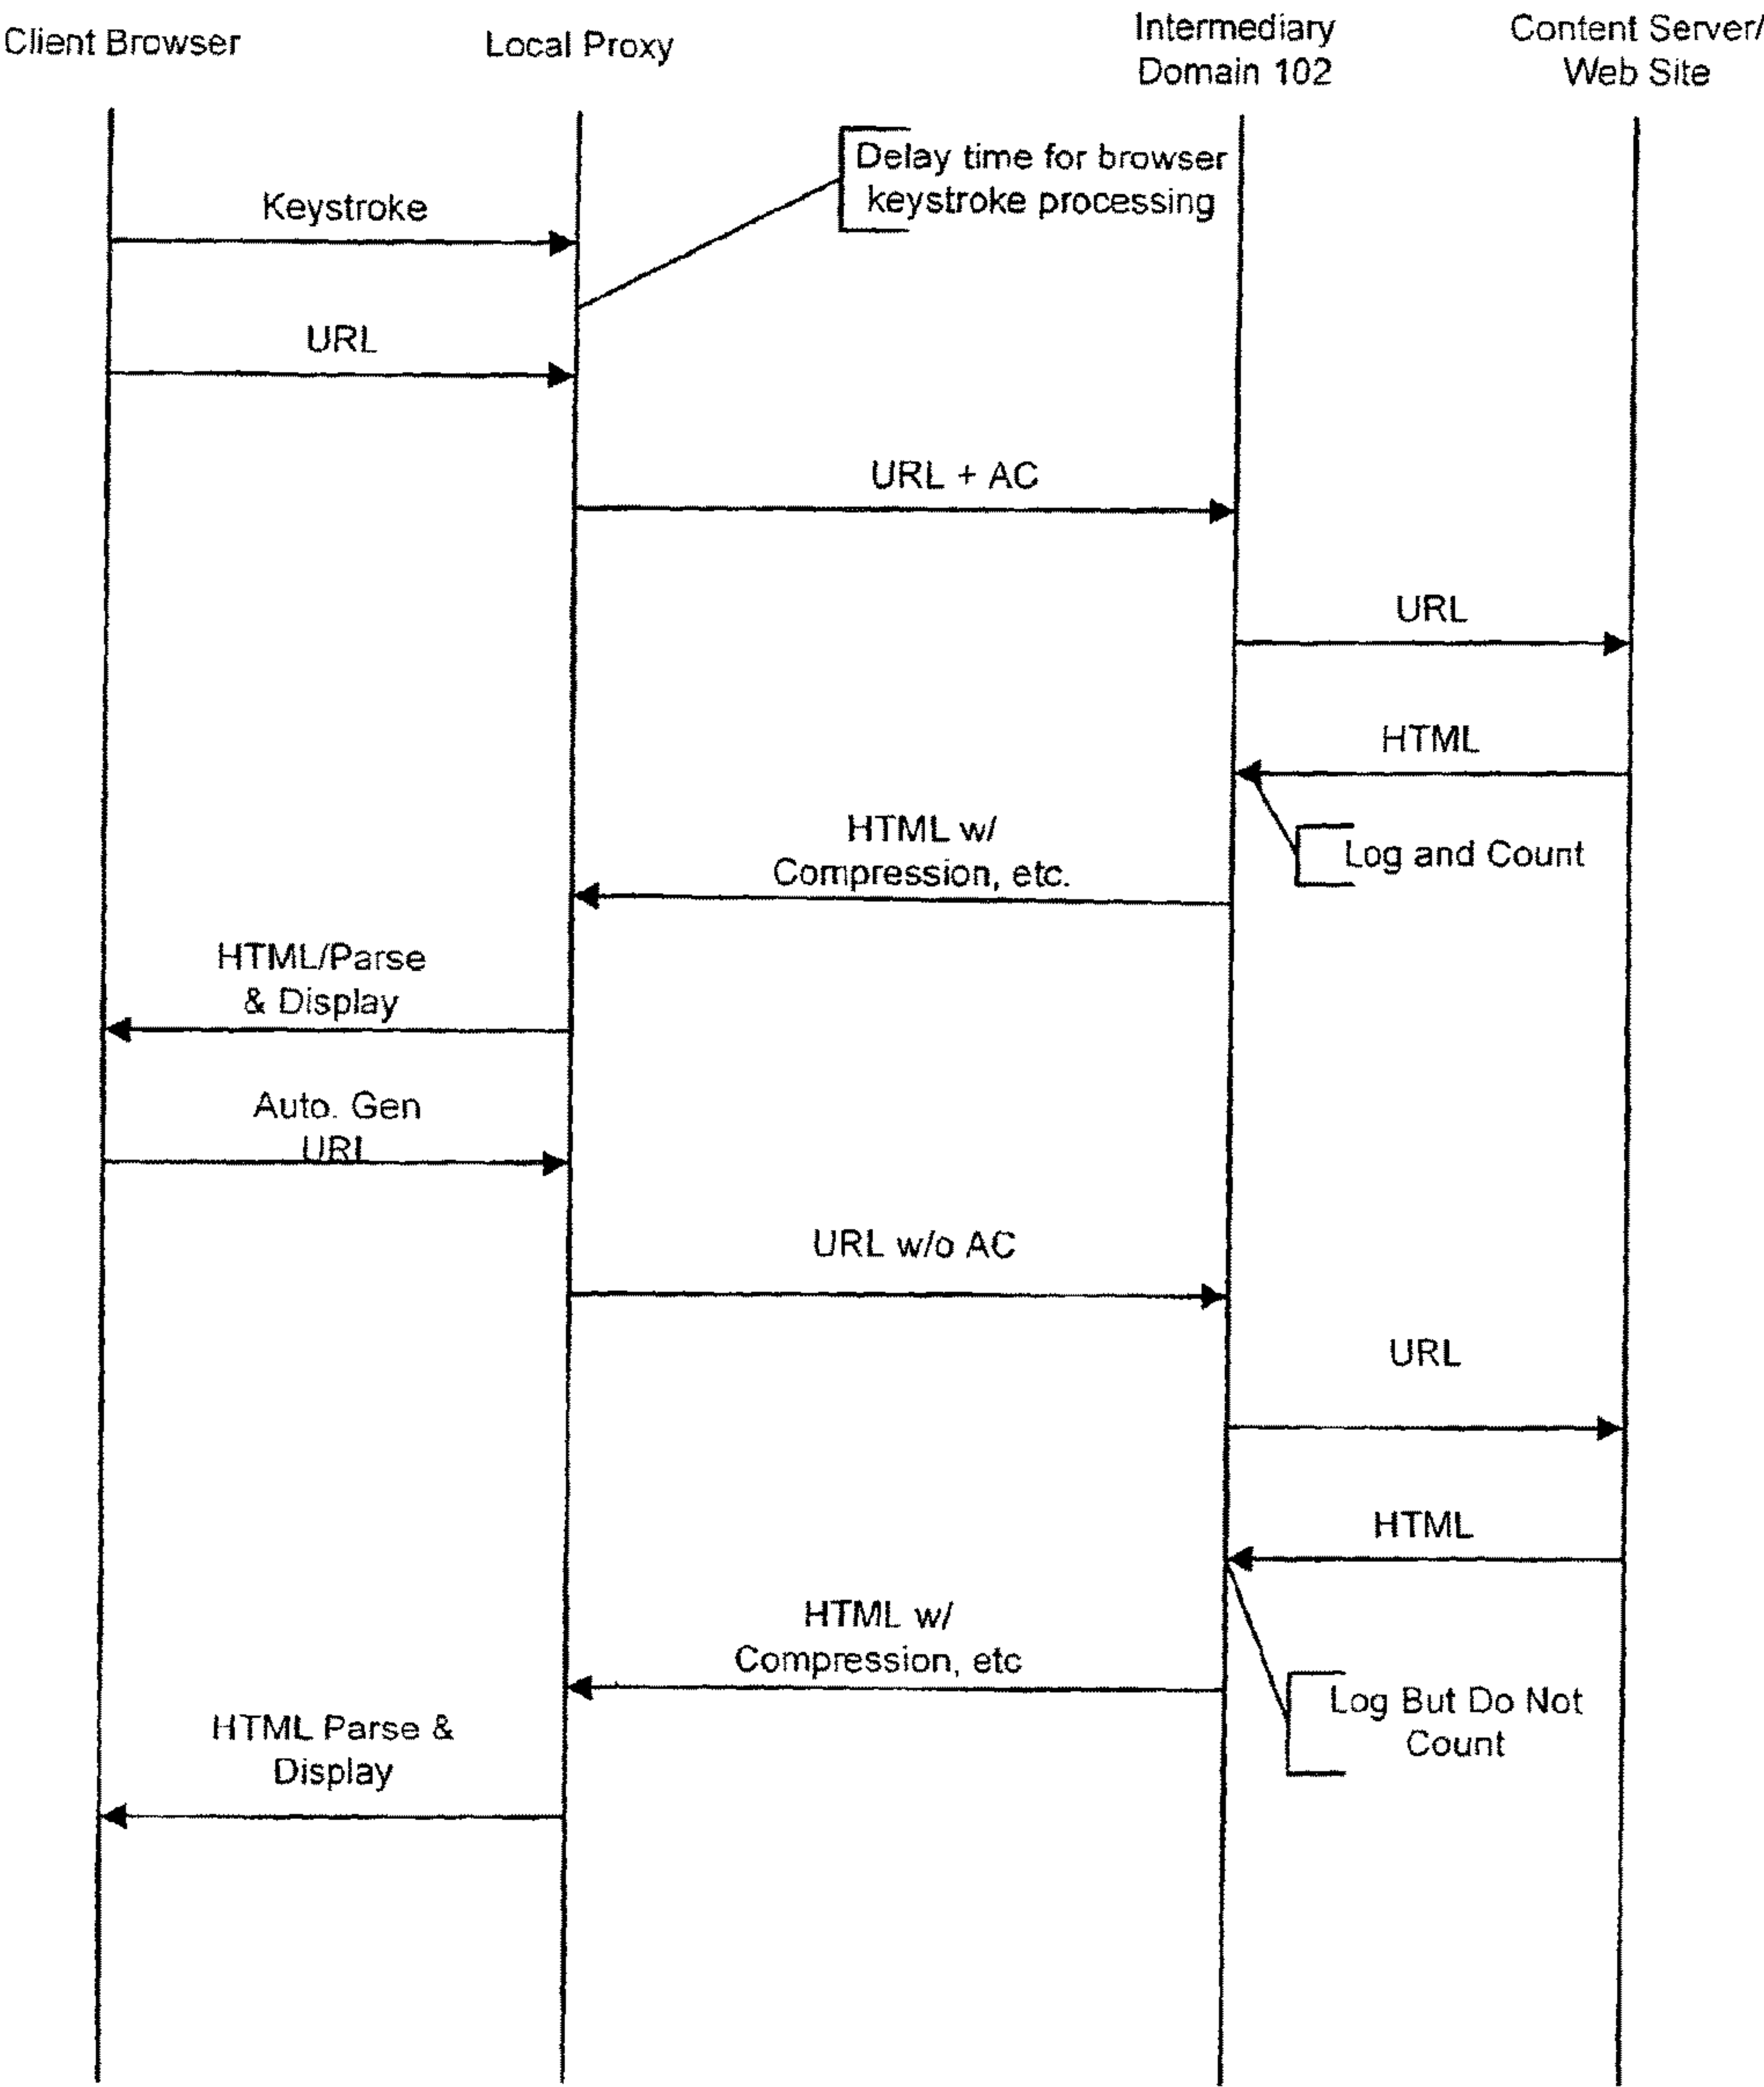 Client Browser
Local Proxy
Intermediary
Domain 102
Content Server/
Web Site
Delay time for browser
keystroke processing
Keystroke
URL
URL + AC
URL
HTML
Log and Count
HTML w/
Compression, etc.
HTML/Parse
& Display
Auto. Gen
URL
URL w/o AC
URL
HTML
HTML w/
Compression, etc
Log But Do Not
Count
HTML Parse &
Display